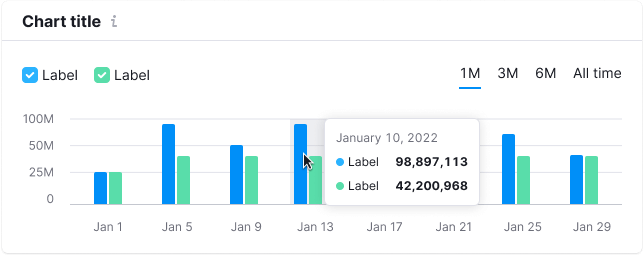 Chart title i
Label Label
1M 3M 6M All time
100M
50M
25M
0
January 10, 2022
Label 98,897,113
Label 42,200,968
Jan 1 Jan 5 Jan 9 Jan 13 Jan 17 Jan 21 Jan 25 Jan 29